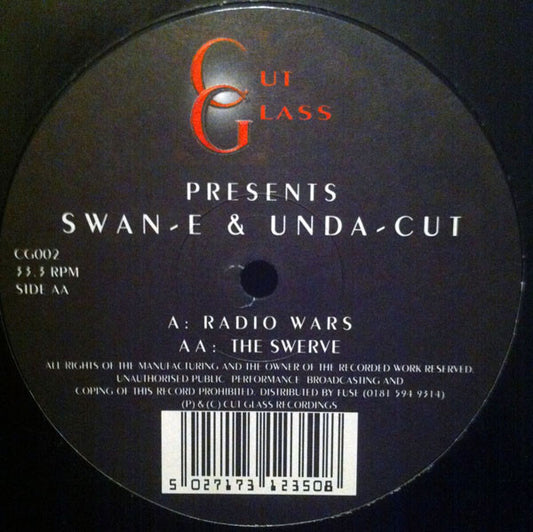 CUT
GLASS
PRESENTS
SWAN-E & UNDA-CUT
CG002
33.3 RPM
SIDE AA
A: RADIO WARS
AA: THE SWERVE
ALL RIGHTS OF THE MANUFACTURING AND THE OWNER OF THE RECORDED WORK RESERVED.
UNAUTHORISED PUBLIC PERFORMANCE BROADCASTING AND
COPING OF THIS RECORD PROHIBITED. DISTRIBUTED BY FUSE (0181 594 9314)
(P) & (C) CUT GLASS RECORDINGS
5 027173 123508